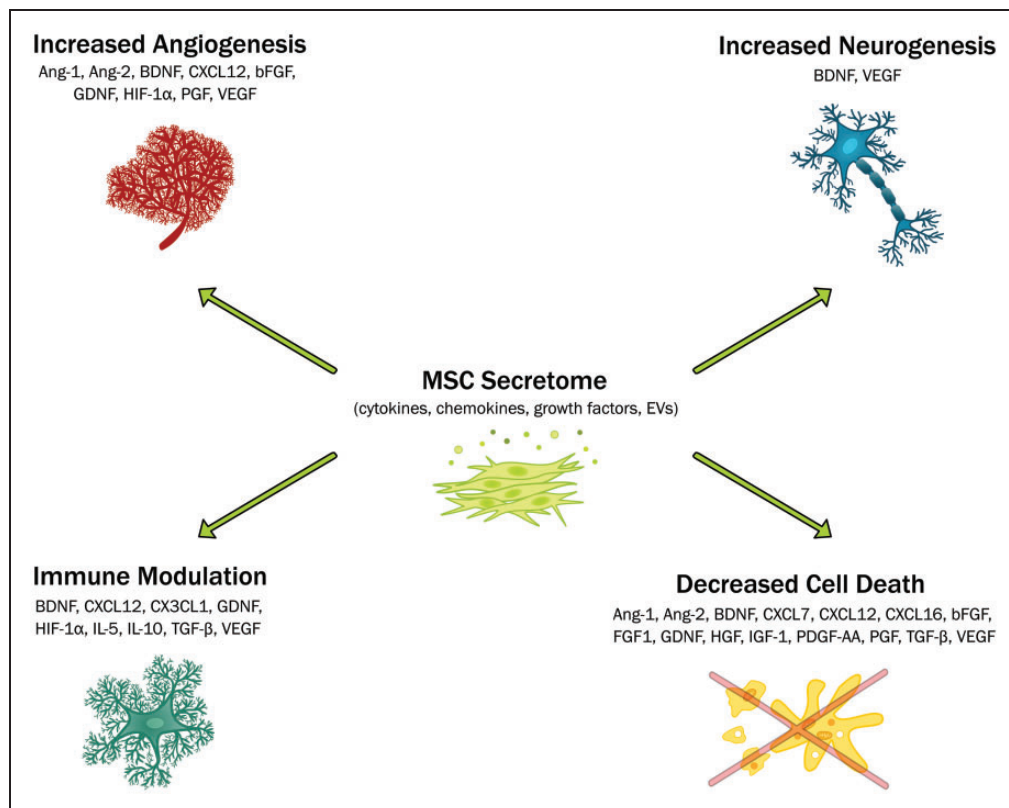 Increased Angiogenesis
Ang-1, Ang-2, BDNF, CXCL12, bFGF,
GDNF, HIF-1α, PGF, VEGF
Increased Neurogenesis
BDNF, VEGF
MSC Secretome
(cytokines, chemokines, growth factors, EVs)
Immune Modulation
BDNF, CXCL12, CX3CL1, GDNF,
HIF-1α, IL-5, IL-10, TGF-β, VEGF
Decreased Cell Death
Ang-1, Ang-2, BDNF, CXCL7, CXCL12, CXCL16, bFGF,
FGF1, GDNF, HGF, IGF-1, PDGF-AA, PGF, TGF-β, VEGF